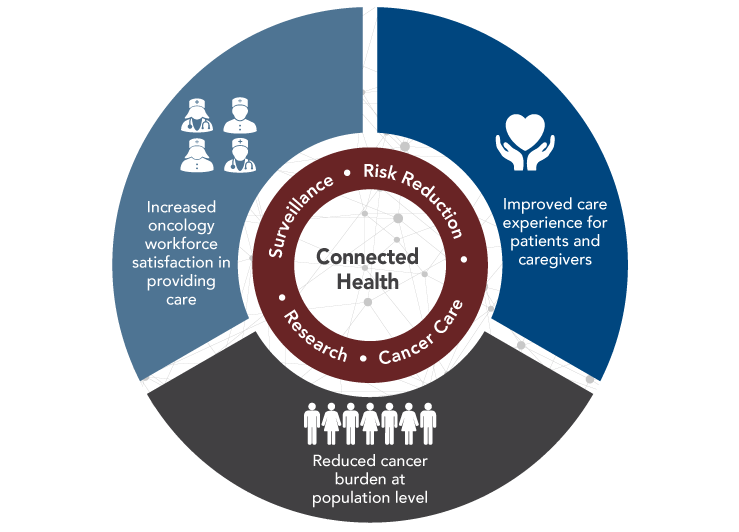 Increased
oncology
workforce
satisfaction in
providing
care
Improved care
experience for
patients and
caregivers
Surveillance • Risk Reduction •
Cancer Care • Research •
Connected
Health
Reduced cancer
burden at
population level